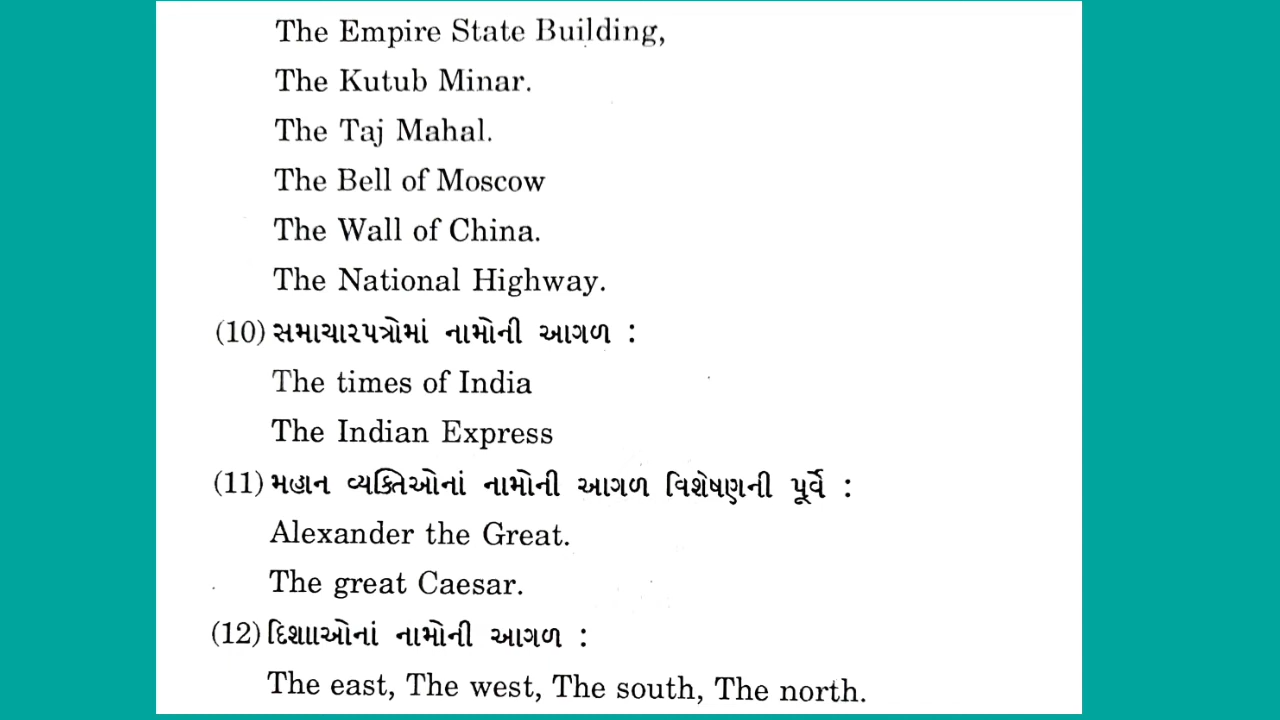 The Empire State Building,
The Kutub Minar.
The Taj Mahal.
The Bell of Moscow
The Wall of China.
The National Highway.
(10) સમાચારપત્રોમાં નામોની આગળ :
The times of India
The Indian Express
(11) મહાન વ્યક્તિઓનાં નામોની આગળ વિશેષણની પૂર્વે :
Alexander the Great.
The great Caesar.
(12) દિશાાઓનાં નામોની આગળ :
The east, The west, The south, The north.